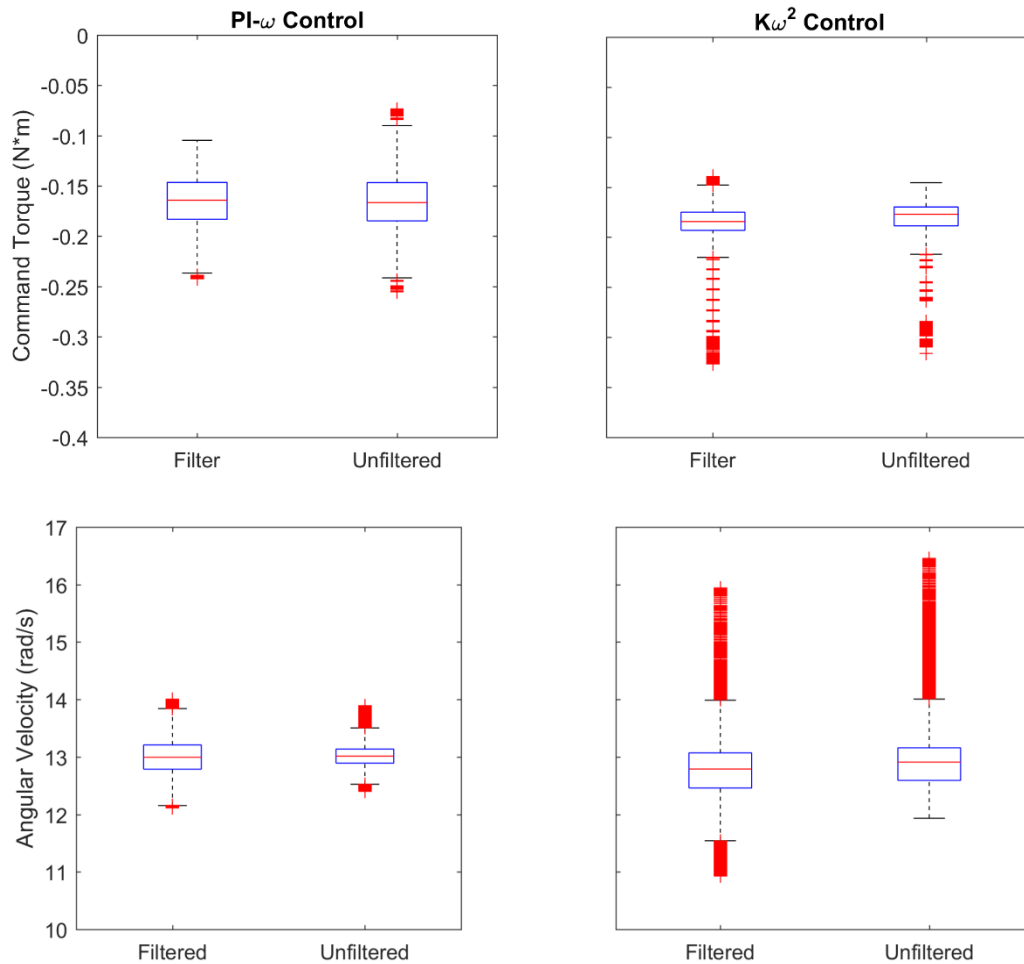 PI-ω Control
Kω² Control
Command Torque (N*m)
0
-0.05
-0.1
-0.15
-0.2
-0.25
-0.3
-0.35
-0.4
Filter Unfiltered
Filter Unfiltered
Angular Velocity (rad/s)
17
16
15
14
13
12
11
10
Filtered Unfiltered
Filtered Unfiltered